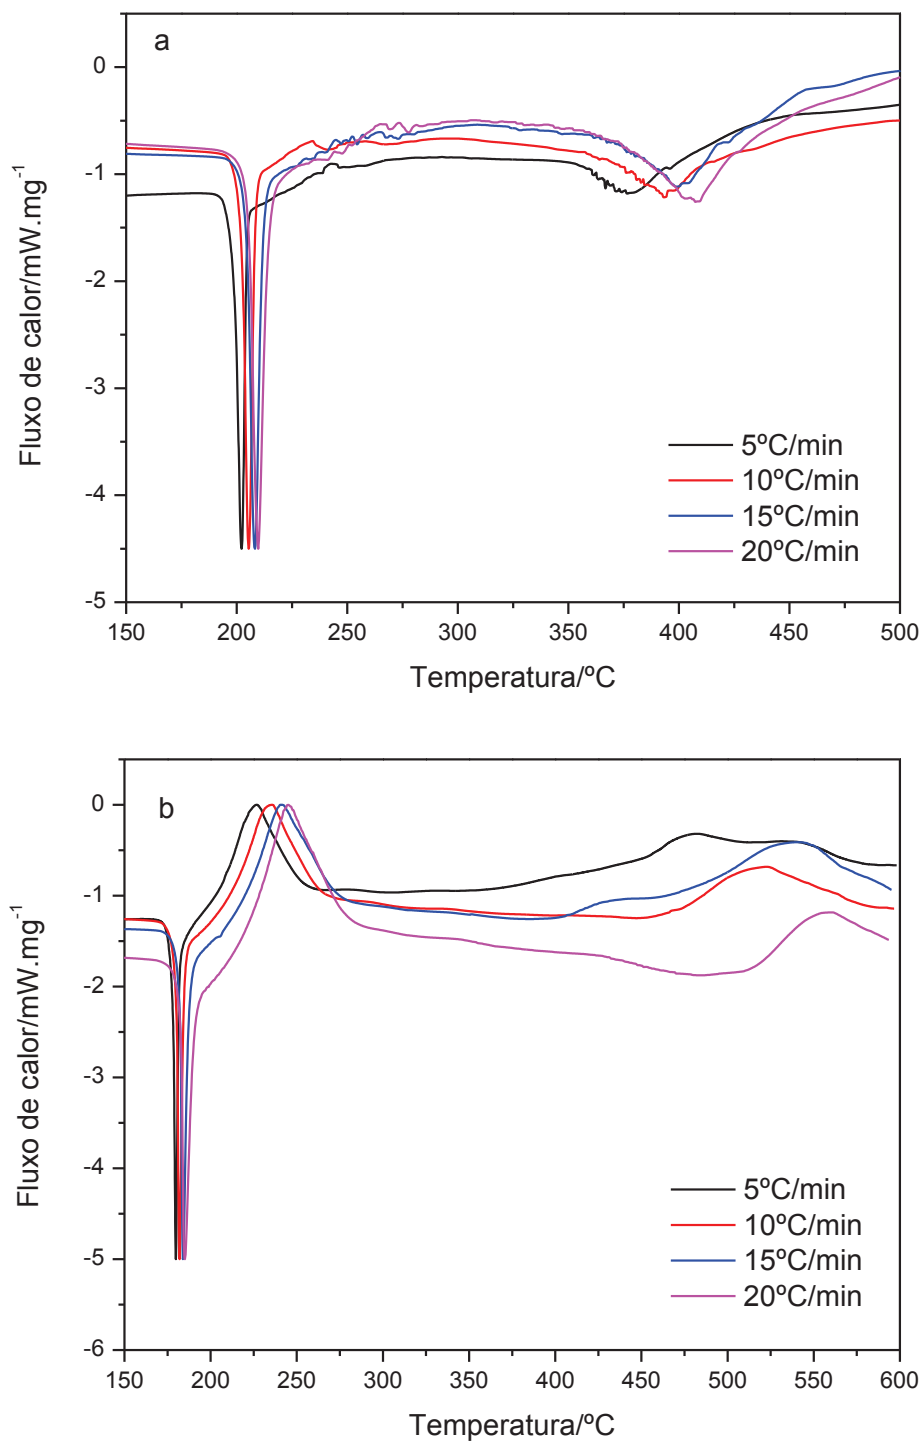 a
0
-1
-2
-3
-4
-5
Fluxo de calor/mW.mg⁻¹
5ºC/min
10ºC/min
15ºC/min
20ºC/min
150 200 250 300 350 400 450 500
Temperatura/ºC
b
0
-1
-2
-3
-4
-5
-6
Fluxo de calor/mW.mg⁻¹
5ºC/min
10ºC/min
15ºC/min
20ºC/min
150 200 250 300 350 400 450 500 550 600
Temperatura/ºC